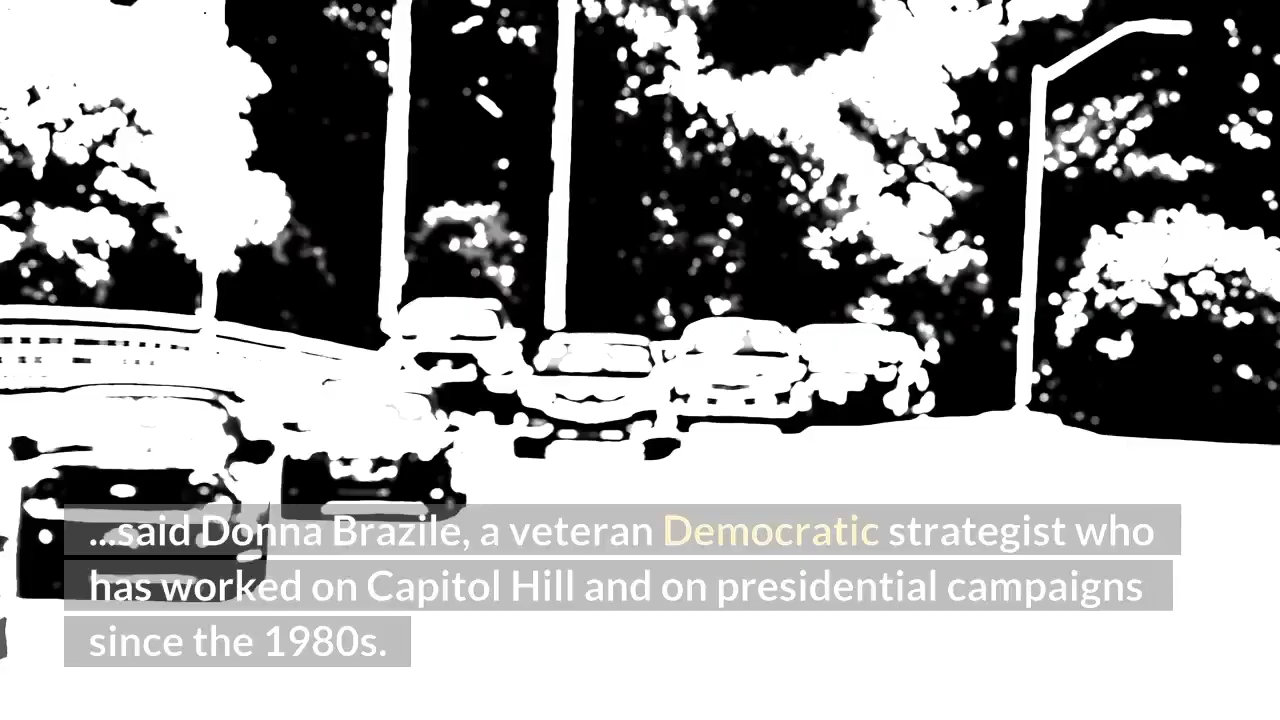 ...said Donna Brazile, a veteran Democratic strategist who
has worked on Capitol Hill and on presidential campaigns
since the 1980s.